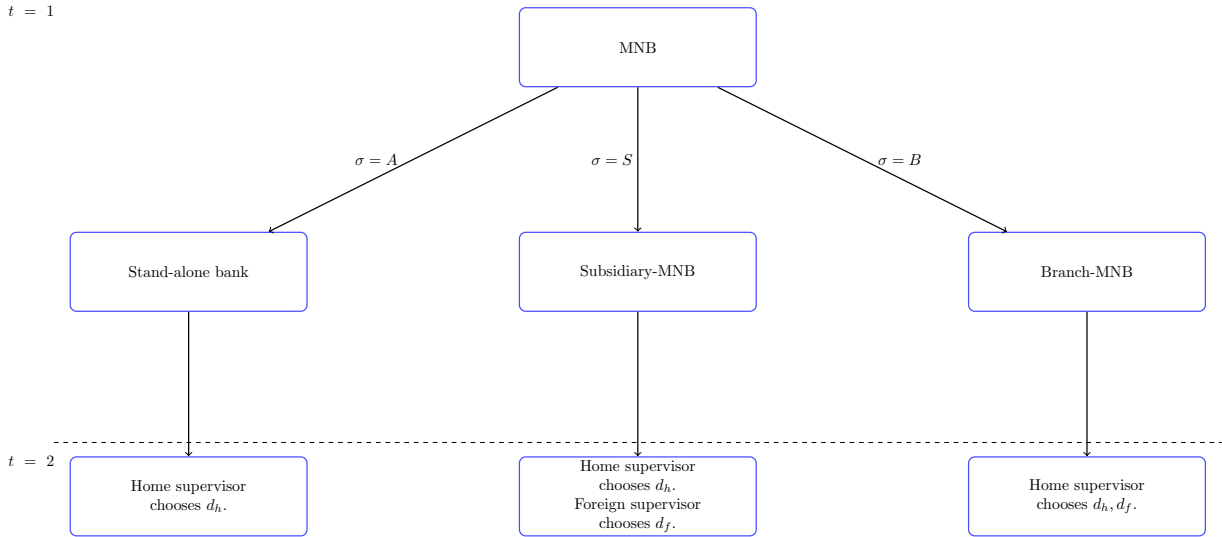 t = 1
MNB
σ = A
σ = S
σ = B
Stand-alone bank
Subsidiary-MNB
Branch-MNB
t = 2
Home supervisor
chooses d_h.
Home supervisor
chooses d_h.
Foreign supervisor
chooses d_f.
Home supervisor
chooses d_h, d_f.